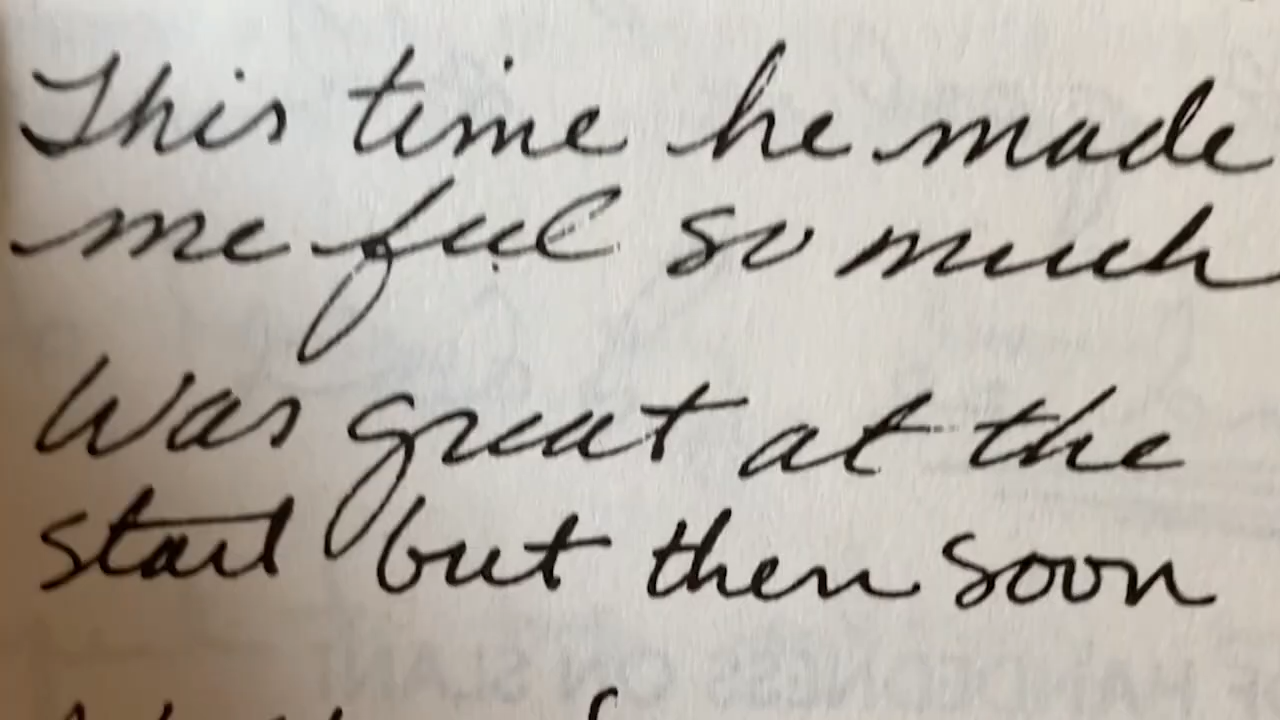 This time he made
me feel so much
Was great at the
start but then soon